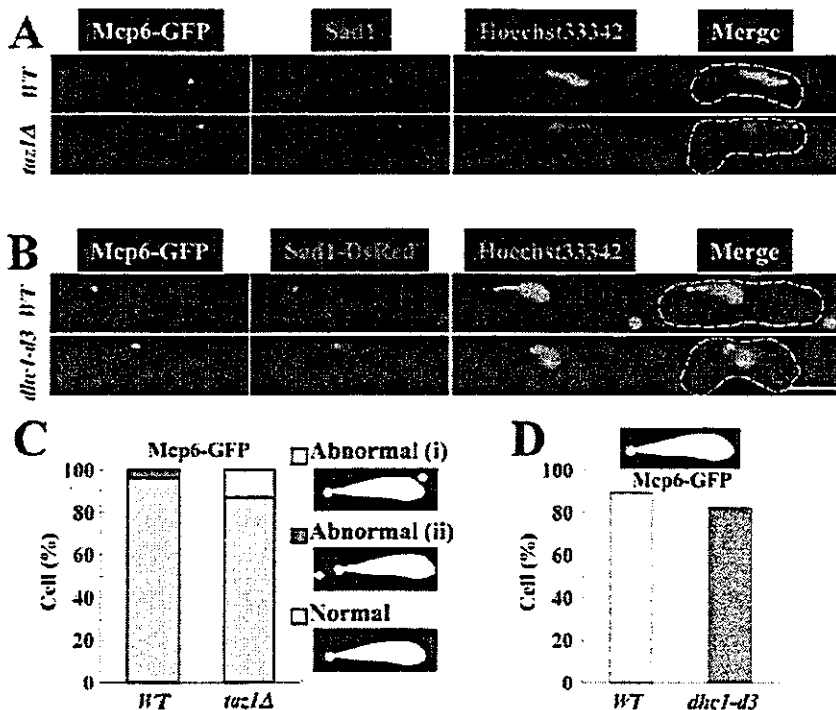 A
Mcp6-GFP Sad1 Hoechst33342 Merge
WT
taz1Δ
B
Mcp6-GFP Sad1-DsRed Hoechst33342 Merge
WT
dhc1-d3
C
Mcp6-GFP
Cell (%)
100
80
60
40
20
0
WT taz1Δ
Abnormal (i)
Abnormal (ii)
Normal
D
Mcp6-GFP
Cell (%)
100
80
60
40
20
0
WT dhc1-d3